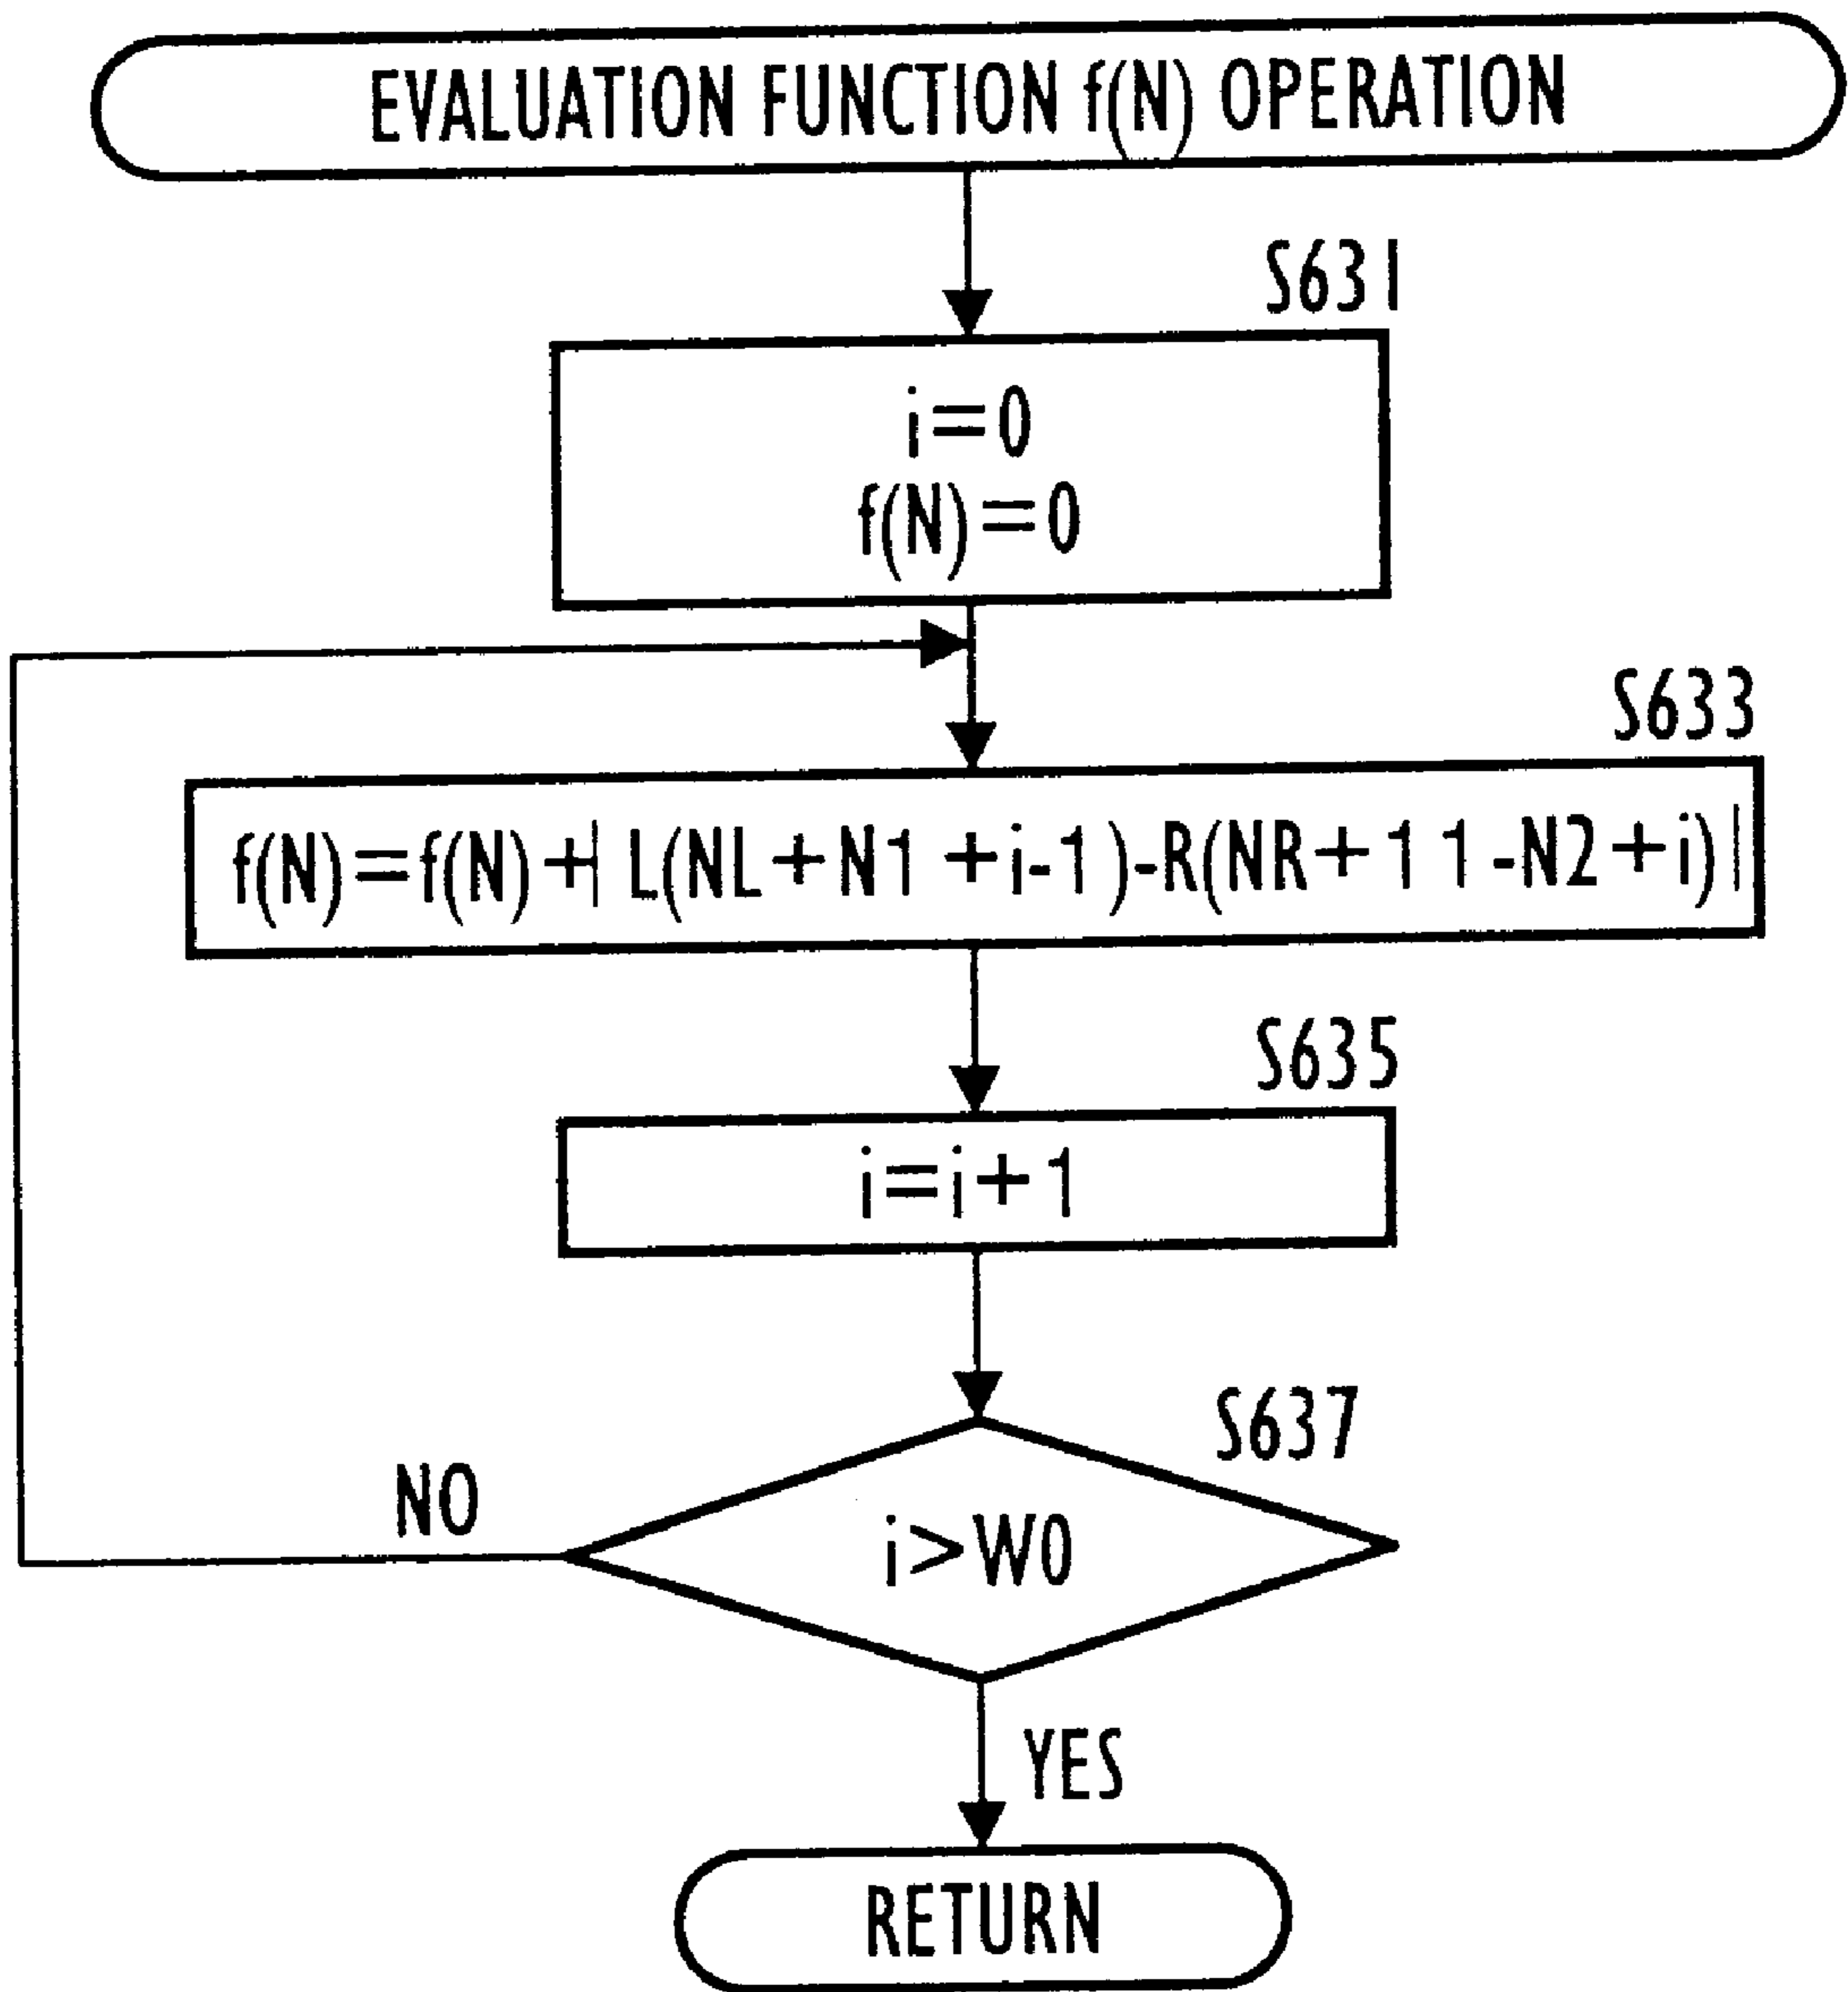 EVALUATION FUNCTION f(N) OPERATION
S631
i=0
f(N)=0
S633
f(N)=f(N)+| L(NL+N1+i-1)-R(NR+11-N2+i)|
S635
i=i+1
S637
NO
i>W0
YES
RETURN